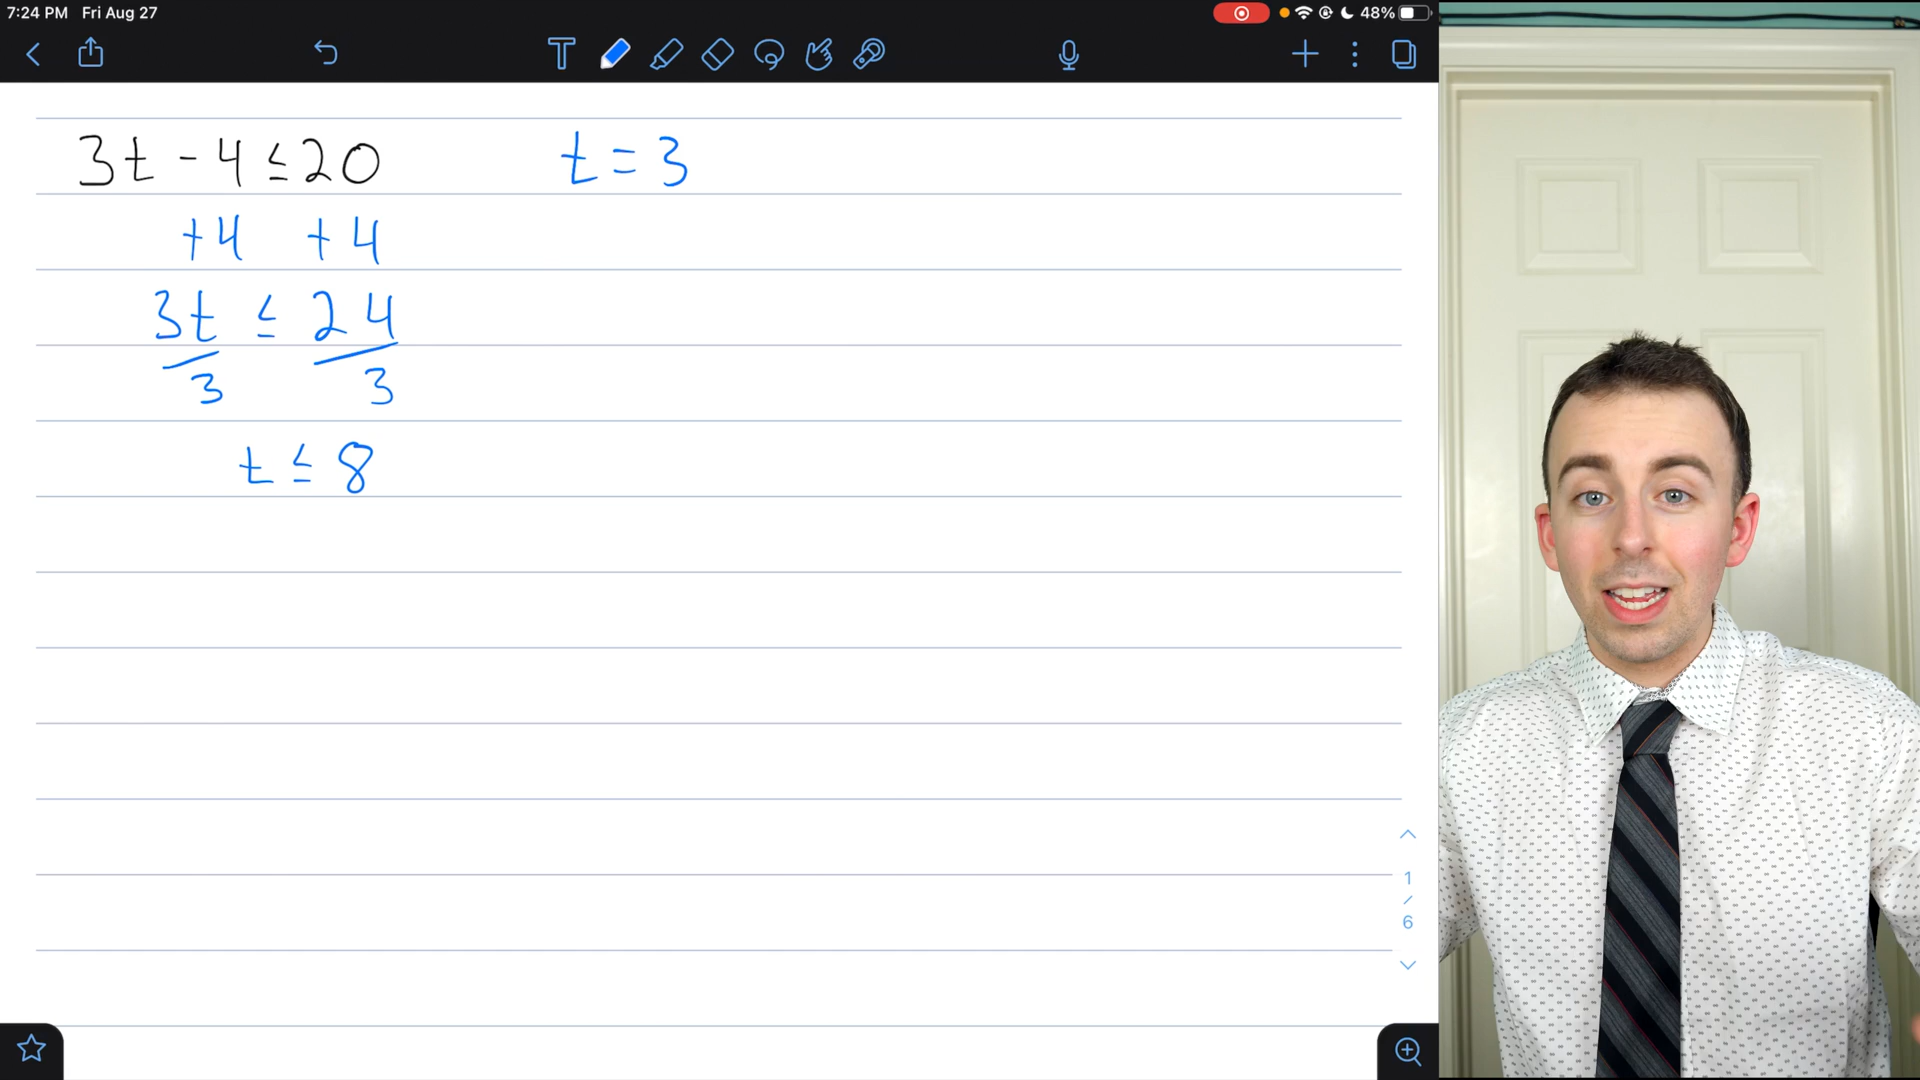 7:24 PM Fri Aug 27
48%
T
3t - 4 ≤ 20
t = 3
+4 +4
3t ≤ 24
3 3
t ≤ 8
1
/
6